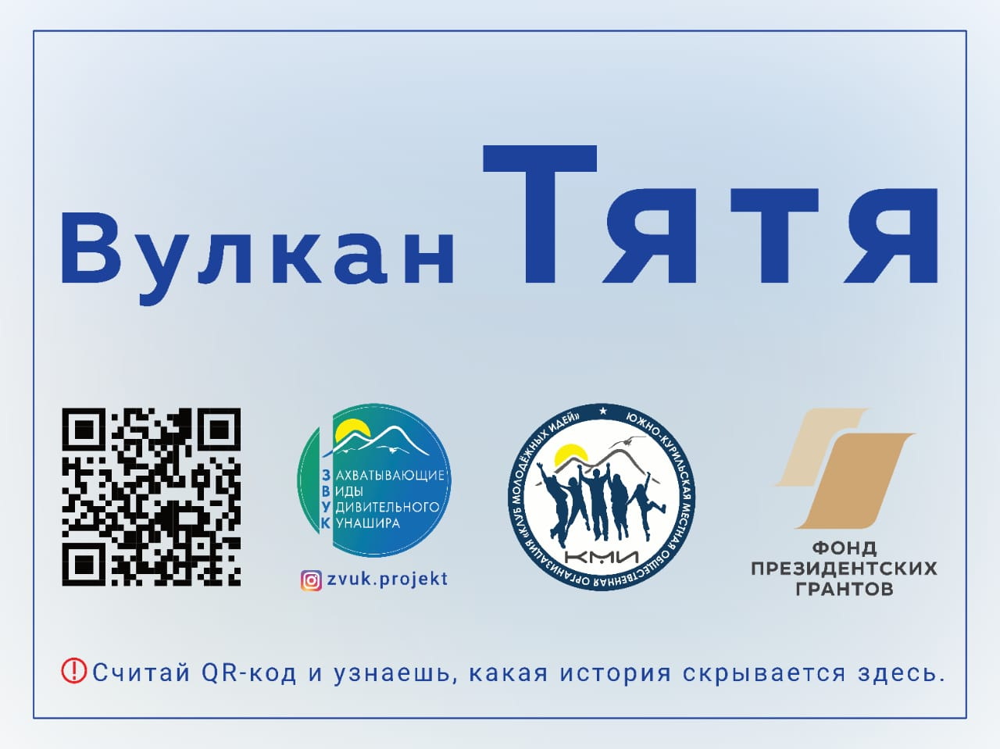 Вулкан Тятя
ЗАХВАТЫВАЮЩИЕ
ВИДЫ
УДИВИТЕЛЬНОГО
КУНАШИРА
zvuk.projekt
ЮЖНО-КУРИЛЬСКАЯ МЕСТНАЯ ОБЩЕСТВЕННАЯ ОРГАНИЗАЦИЯ «КЛУБ МОЛОДЁЖНЫХ ИДЕЙ»
КМИ
ФОНД
ПРЕЗИДЕНТСКИХ
ГРАНТОВ
Считай QR-код и узнаешь, какая история скрывается здесь.